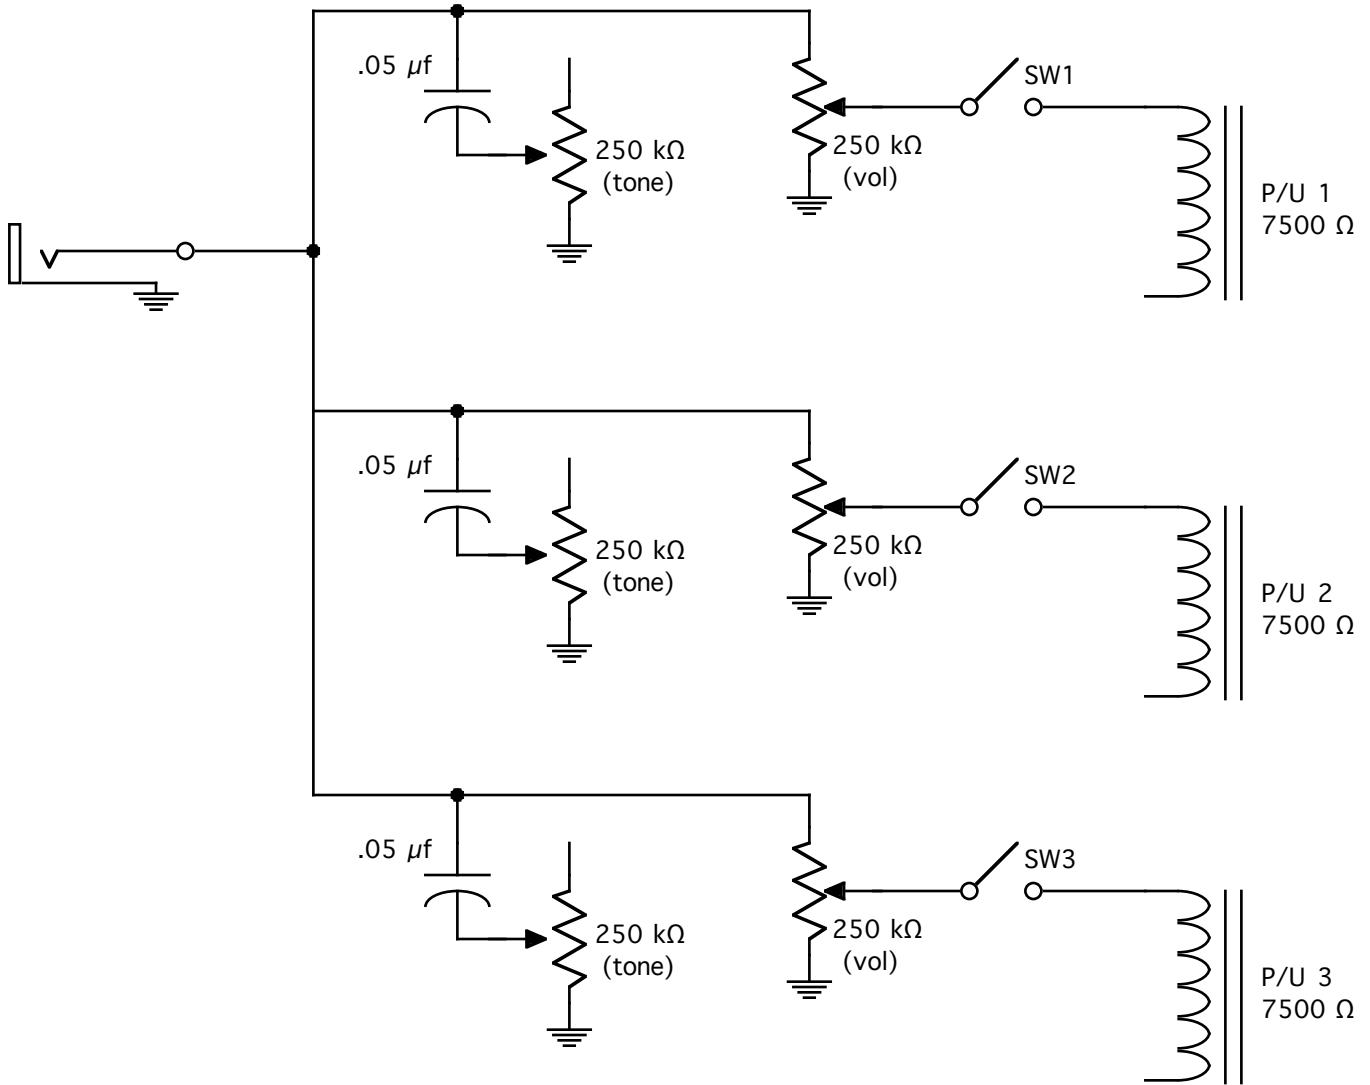 .05 µf
SW1
250 kΩ
(tone)
250 kΩ
(vol)
P/U 1
7500 Ω
.05 µf
SW2
250 kΩ
(tone)
250 kΩ
(vol)
P/U 2
7500 Ω
.05 µf
SW3
250 kΩ
(tone)
250 kΩ
(vol)
P/U 3
7500 Ω